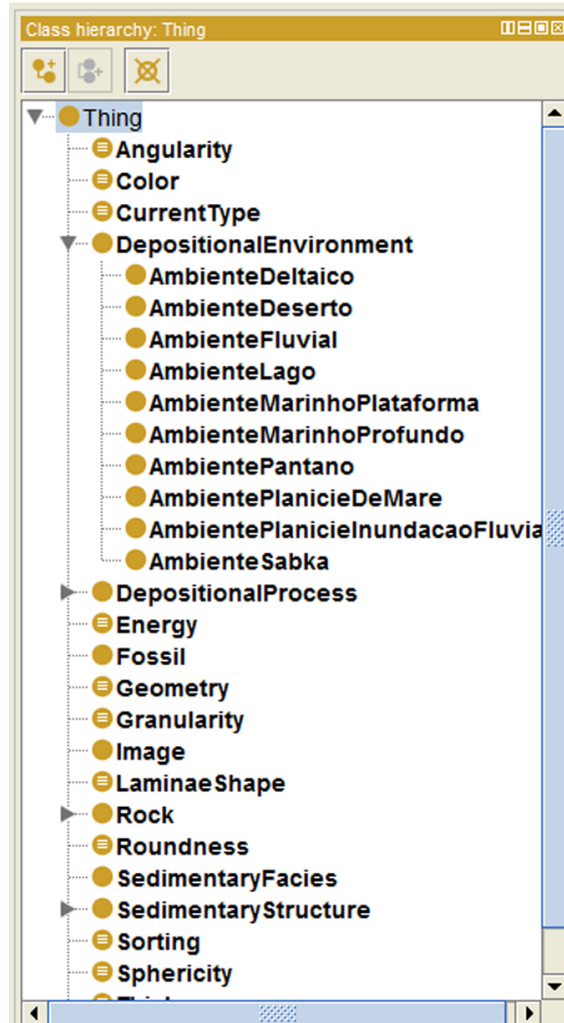 Class hierarchy: Thing
Thing
Angularity
Color
CurrentType
DepositionalEnvironment
AmbienteDeltaico
AmbienteDeserto
AmbienteFluvial
AmbienteLago
AmbienteMarinhoPlataforma
AmbienteMarinhoProfundo
AmbientePantano
AmbientePlanicieDeMare
AmbientePlanicieInundacaoFluvia
AmbienteSabka
DepositionalProcess
Energy
Fossil
Geometry
Granularity
Image
LaminaeShape
Rock
Roundness
SedimentaryFacies
SedimentaryStructure
Sorting
Sphericity